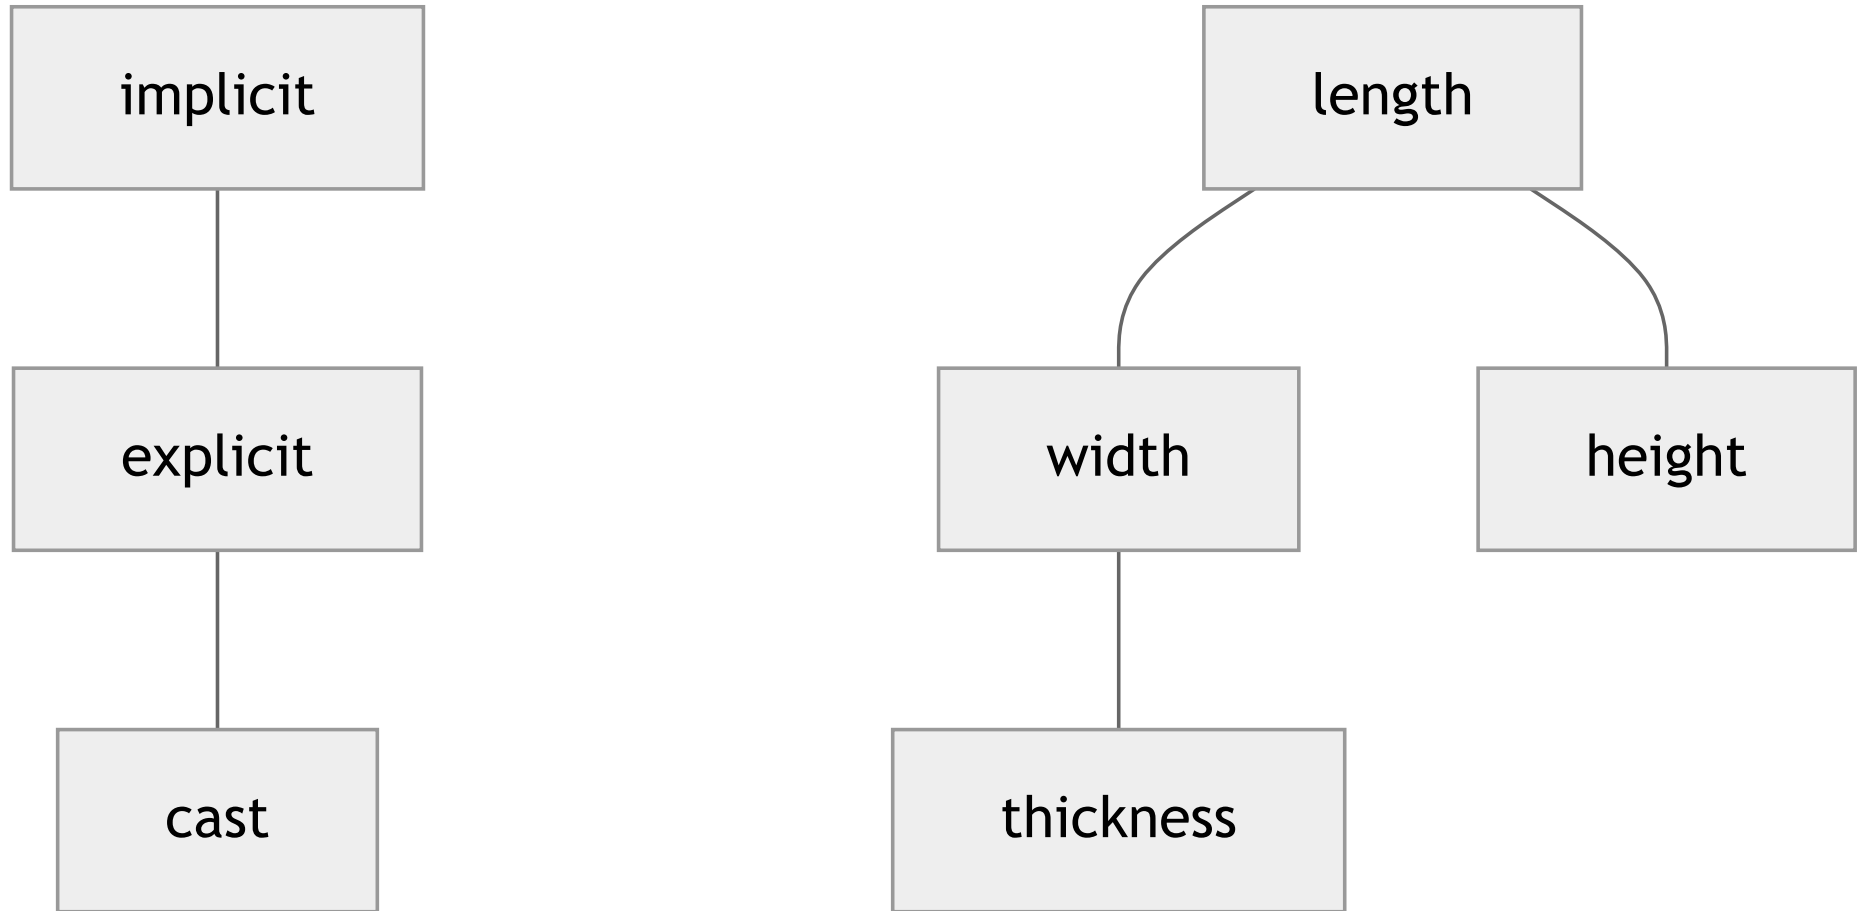 implicit
length
explicit
width
height
cast
thickness